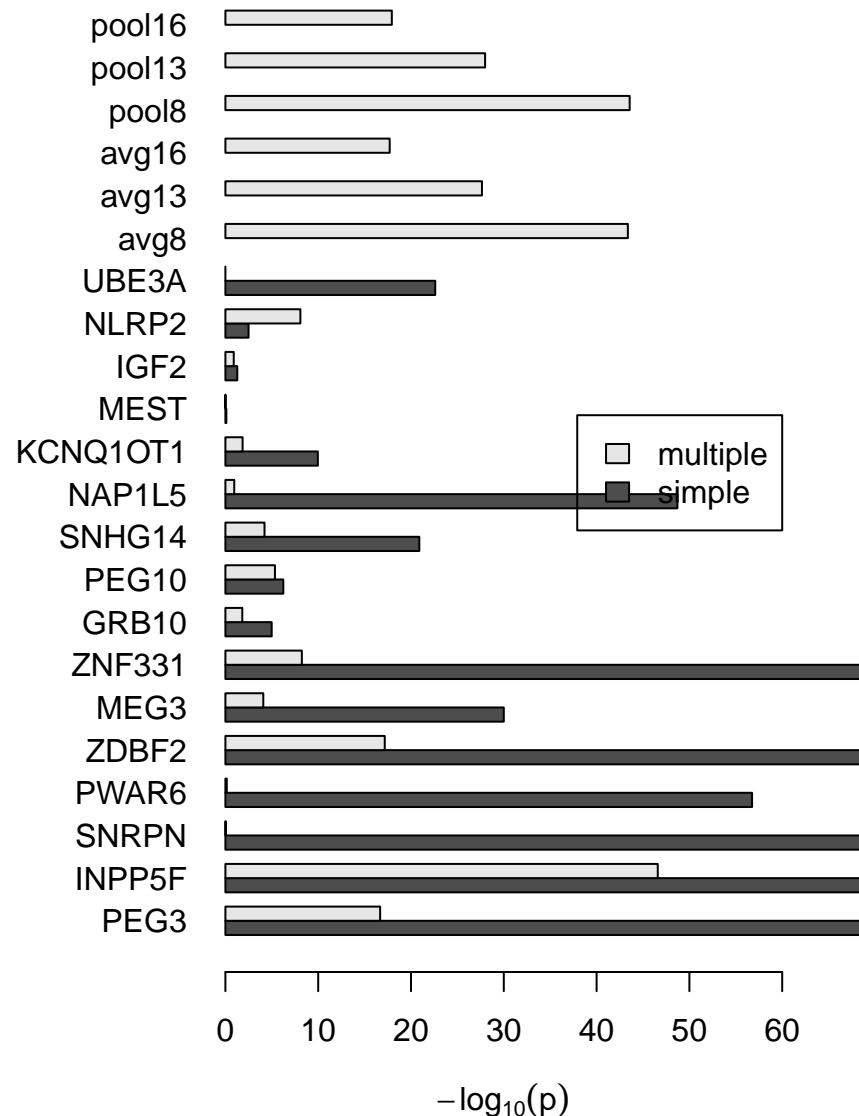 pool16
pool13
pool8
avg16
avg13
avg8
UBE3A
NLRP2
IGF2
MEST
KCNQ1OT1
NAP1L5
SNHG14
PEG10
GRB10
ZNF331
MEG3
ZDBF2
PWAR6
SNRPN
INPP5F
PEG3
multiple
simple
0 10 20 30 40 50 60
−log₁₀(p)